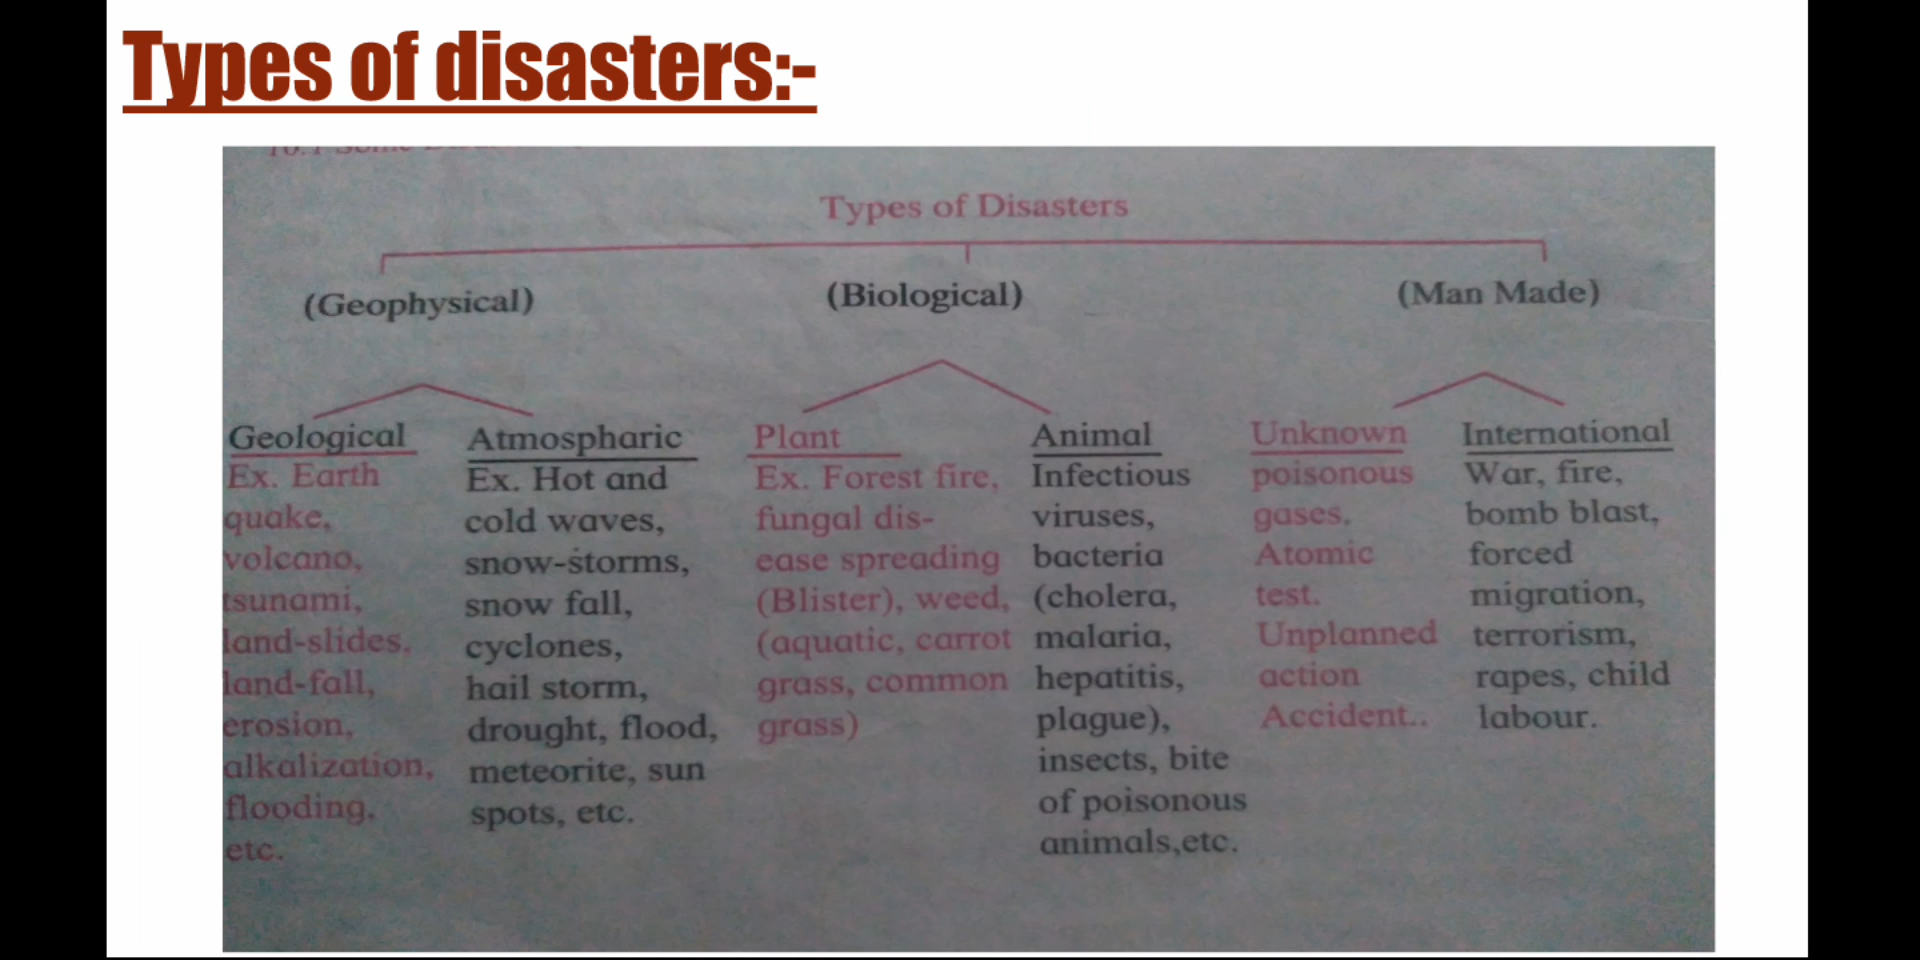 Types of disasters:-
Types of Disasters
(Geophysical)
(Biological)
(Man Made)
Geological
Ex. Earth
quake,
volcano,
tsunami,
land-slides,
land-fall,
erosion,
alkalization,
flooding,
etc.
Atmospharic
Ex. Hot and
cold waves,
snow-storms,
snow fall,
cyclones,
hail storm,
drought, flood,
meteorite, sun
spots, etc.
Plant
Ex. Forest fire,
fungal dis-
ease spreading
(Blister), weed,
(aquatic, carrot
grass, common
grass)
Animal
Infectious
viruses,
bacteria
(cholera,
malaria,
hepatitis,
plague),
insects, bite
of poisonous
animals,etc.
Unknown
poisonous
gases,
Atomic
test.
Unplanned
action
Accident..
International
War, fire,
bomb blast,
forced
migration,
terrorism,
rapes, child
labour.